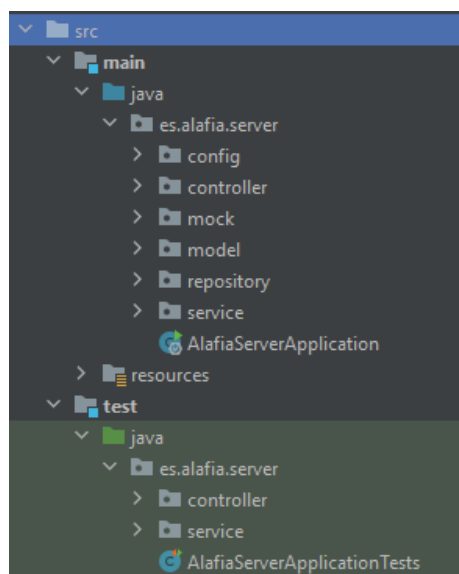 src
main
java
es.alafia.server
config
controller
mock
model
repository
service
AlafiaServerApplication
resources
test
java
es.alafia.server
controller
service
AlafiaServerApplicationTests